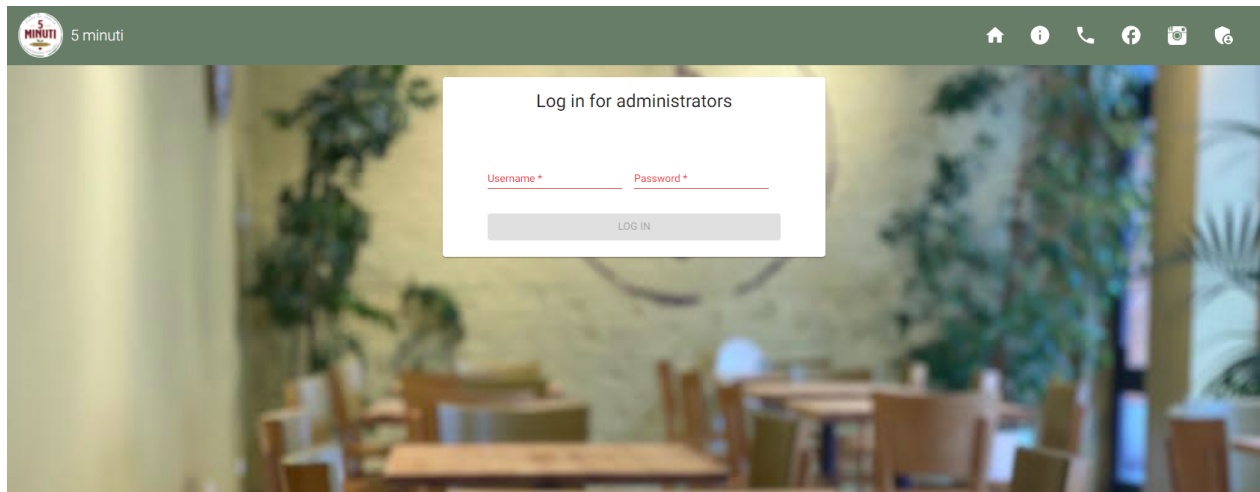 5
MINUTI
5 minuti
Log in for administrators
Username *
Password *
LOG IN